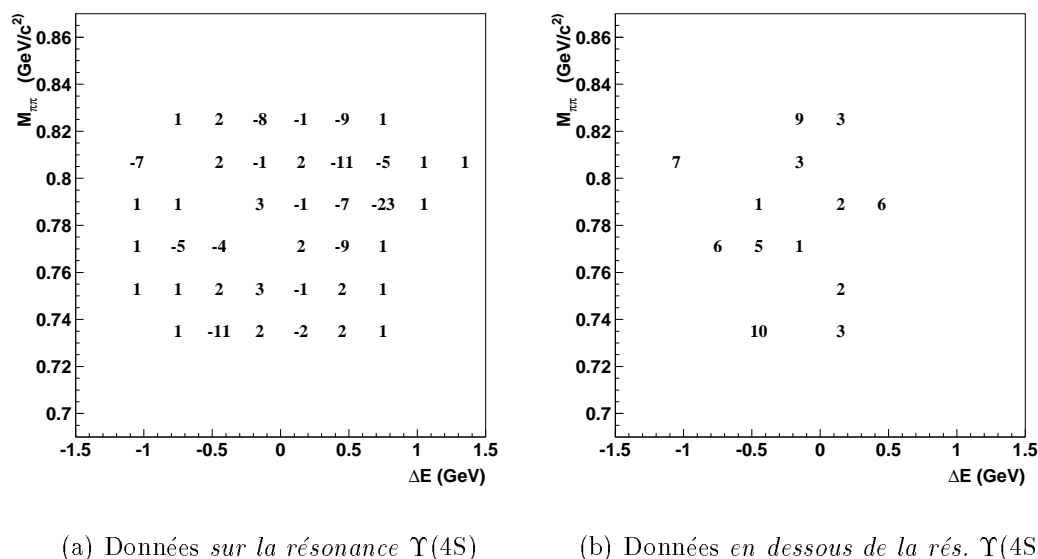 M_ππ (GeV/c²)
0.86
0.84
0.82
0.8
0.78
0.76
0.74
0.72
0.7
1 2 -8 -1 -9 1
-7 2 -1 2 -11 -5 1 1
1 1 3 -1 -7 -23 1
1 -5 -4 2 -9 1
1 1 2 3 -1 2 1
1 -11 2 -2 2 1
-1.5 -1 -0.5 0 0.5 1 1.5
ΔE (GeV)
(a) Données sur la résonance ϒ(4S)
M_ππ (GeV/c²)
0.86
0.84
0.82
0.8
0.78
0.76
0.74
0.72
0.7
9 3
7 3
1 2 6
6 5 1
2
10 3
-1.5 -1 -0.5 0 0.5 1 1.5
ΔE (GeV)
(b) Données en dessous de la rés. ϒ(4S